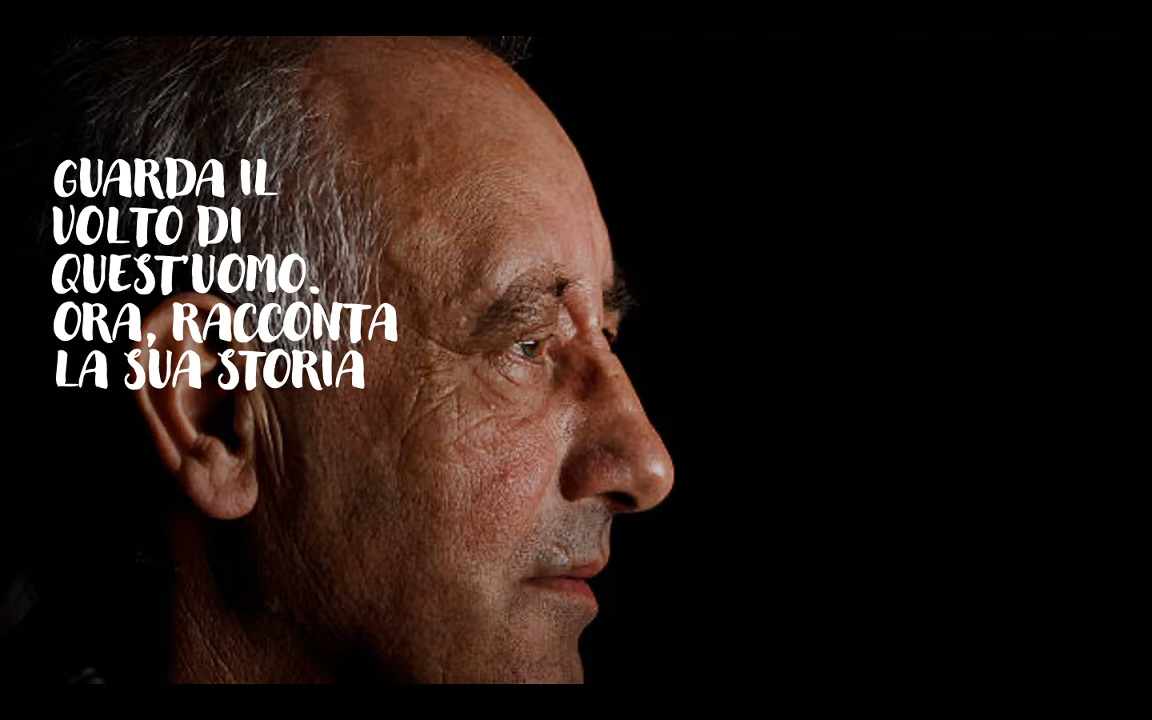 GUARDA IL
VOLTO DI
QUEST'UOMO.
ORA, RACCONTA
LA SUA STORIA